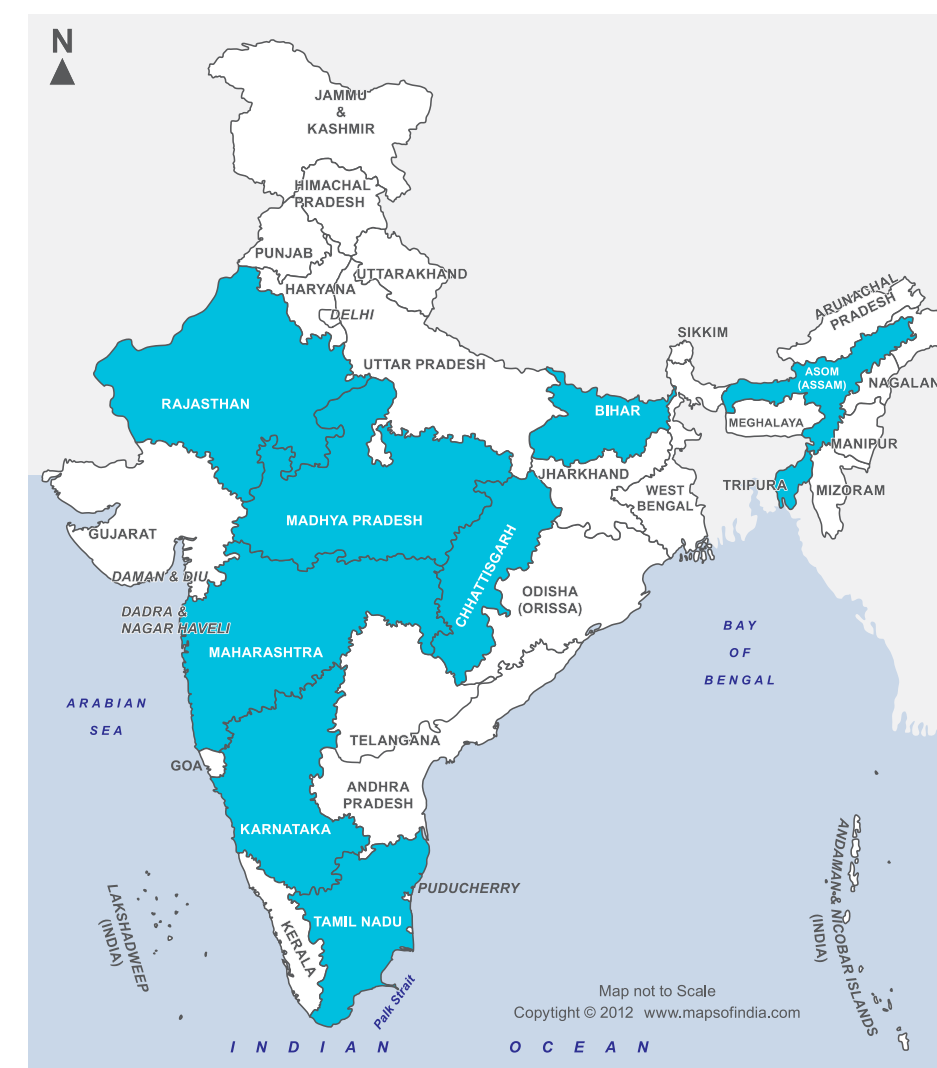 N
JAMMU
&
KASHMIR
HIMACHAL
PRADESH
PUNJAB
UTTARAKHAND
HARYANA
DELHI
ARUNACHAL
PRADESH
SIKKIM
UTTAR PRADESH
ASOM
(ASSAM)
NAGALAN
RAJASTHAN
BIHAR
MEGHALAYA
MANIPUR
JHARKHAND
TRIPURA
MIZORAM
WEST
BENGAL
MADHYA PRADESH
GUJARAT
CHHATTISGARH
DAMAN & DIU
ODISHA
(ORISSA)
DADRA &
NAGAR HAVELI
BAY
OF
BENGAL
MAHARASHTRA
ARABIAN
SEA
TELANGANA
GOA
ANDHRA
PRADESH
KARNATAKA
ANDAMAN & NICOBAR ISLANDS
(INDIA)
PUDUCHERRY
LAKSHADWEEP
(INDIA)
TAMIL NADU
KERALA
Palk Strait
Map not to Scale
Copyright © 2012 www.mapsofindia.com
INDIAN OCEAN